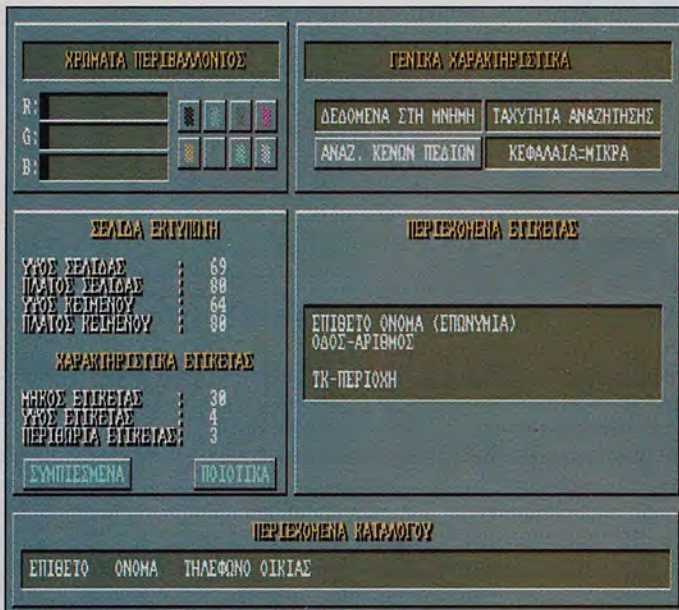 ΧΡΩΜΑΤΑ ΠΕΡΙΒΑΛΛΟΝΤΟΣ
R:
G:
B:
ΓΕΝΙΚΑ ΧΑΡΑΚΤΗΡΙΣΤΙΚΑ
ΔΕΔΟΜΕΝΑ ΣΤΗ ΜΝΗΜΗ ΤΑΧΥΤΗΤΑ ΑΝΑΖΗΤΗΣΗΣ
ΑΝΑΖ. ΚΕΝΩΝ ΠΕΔΙΩΝ ΚΕΦΑΛΑΙΑ=ΜΙΚΡΑ
ΣΕΛΙΔΑ ΕΚΤΥΠΩΤΗ
ΥΨΟΣ ΣΕΛΙΔΑΣ : 69
ΠΛΑΤΟΣ ΣΕΛΙΔΑΣ : 80
ΥΨΟΣ ΚΕΙΜΕΝΟΥ : 64
ΠΛΑΤΟΣ ΚΕΙΜΕΝΟΥ : 80
ΧΑΡΑΚΤΗΡΙΣΤΙΚΑ ΕΤΙΚΕΤΑΣ
ΜΗΚΟΣ ΕΤΙΚΕΤΑΣ : 30
ΥΨΟΣ ΕΤΙΚΕΤΑΣ : 4
ΠΕΡΙΘΩΡΙΑ ΕΤΙΚΕΤΑΣ: 3
ΣΥΜΠΙΕΣΜΕΝΑ ΠΟΙΟΤΙΚΑ
ΠΕΡΙΕΧΟΜΕΝΑ ΕΤΙΚΕΤΑΣ
ΕΠΙΘΕΤΟ ΟΝΟΜΑ (ΕΠΩΝΥΜΙΑ)
ΟΔΟΣ-ΑΡΙΘΜΟΣ
ΤΚ-ΠΕΡΙΟΧΗ
ΠΕΡΙΕΧΟΜΕΝΑ ΚΑΤΑΛΟΓΟΥ
ΕΠΙΘΕΤΟ ΟΝΟΜΑ ΤΗΛΕΦΩΝΟ ΟΙΚΙΑΣ